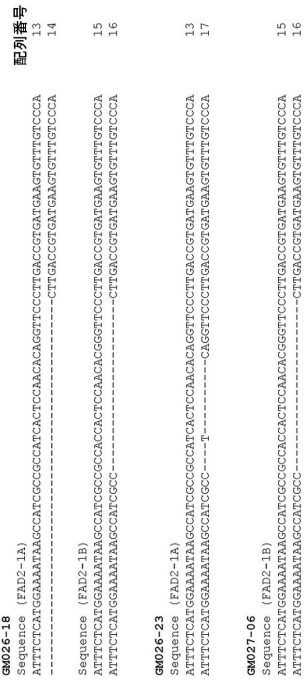 配列番号
GM026-18
Sequence (FAD2-1A)
ATTTCTCATGGAAAATAAGCCATCGCCGCCATCACTCCAACACAGGTTCCCTTGACCGTGATGAAGTGTTTGTCCCA 13
--------------------------------------------------CTTGACCGTGATGAAGTGTTTGTCCCA 14
Sequence (FAD2-1B)
ATTTCTCATGGAAAATAAGCCATCGCCGCCACCACTCCAACACGGGTTCCCTTGACCGTGATGAAGTGTTTGTCCCA 15
ATTTCTCATGGAAAATAAGCCATCGCC-----------------------CTTGACCGTGATGAAGTGTTTGTCCCA 16
GM026-23
Sequence (FAD2-1A)
ATTTCTCATGGAAAATAAGCCATCGCCGCCATCACTCCAACACAGGTTCCCTTGACCGTGATGAAGTGTTTGTCCCA 13
ATTTCTCATGGAAAATAAGCCATCGCC----T----------CAGGTTCCCTTGACCGTGATGAAGTGTTTGTCCCA 17
GM027-06
Sequence (FAD2-1B)
ATTTCTCATGGAAAATAAGCCATCGCCGCCACCACTCCAACACGGGTTCCCTTGACCGTGATGAAGTGTTTGTCCCA 15
ATTTCTCATGGAAAATAAGCCATCGCC-----------------------CTTGACCGTGATGAAGTGTTTGTCCCA 16